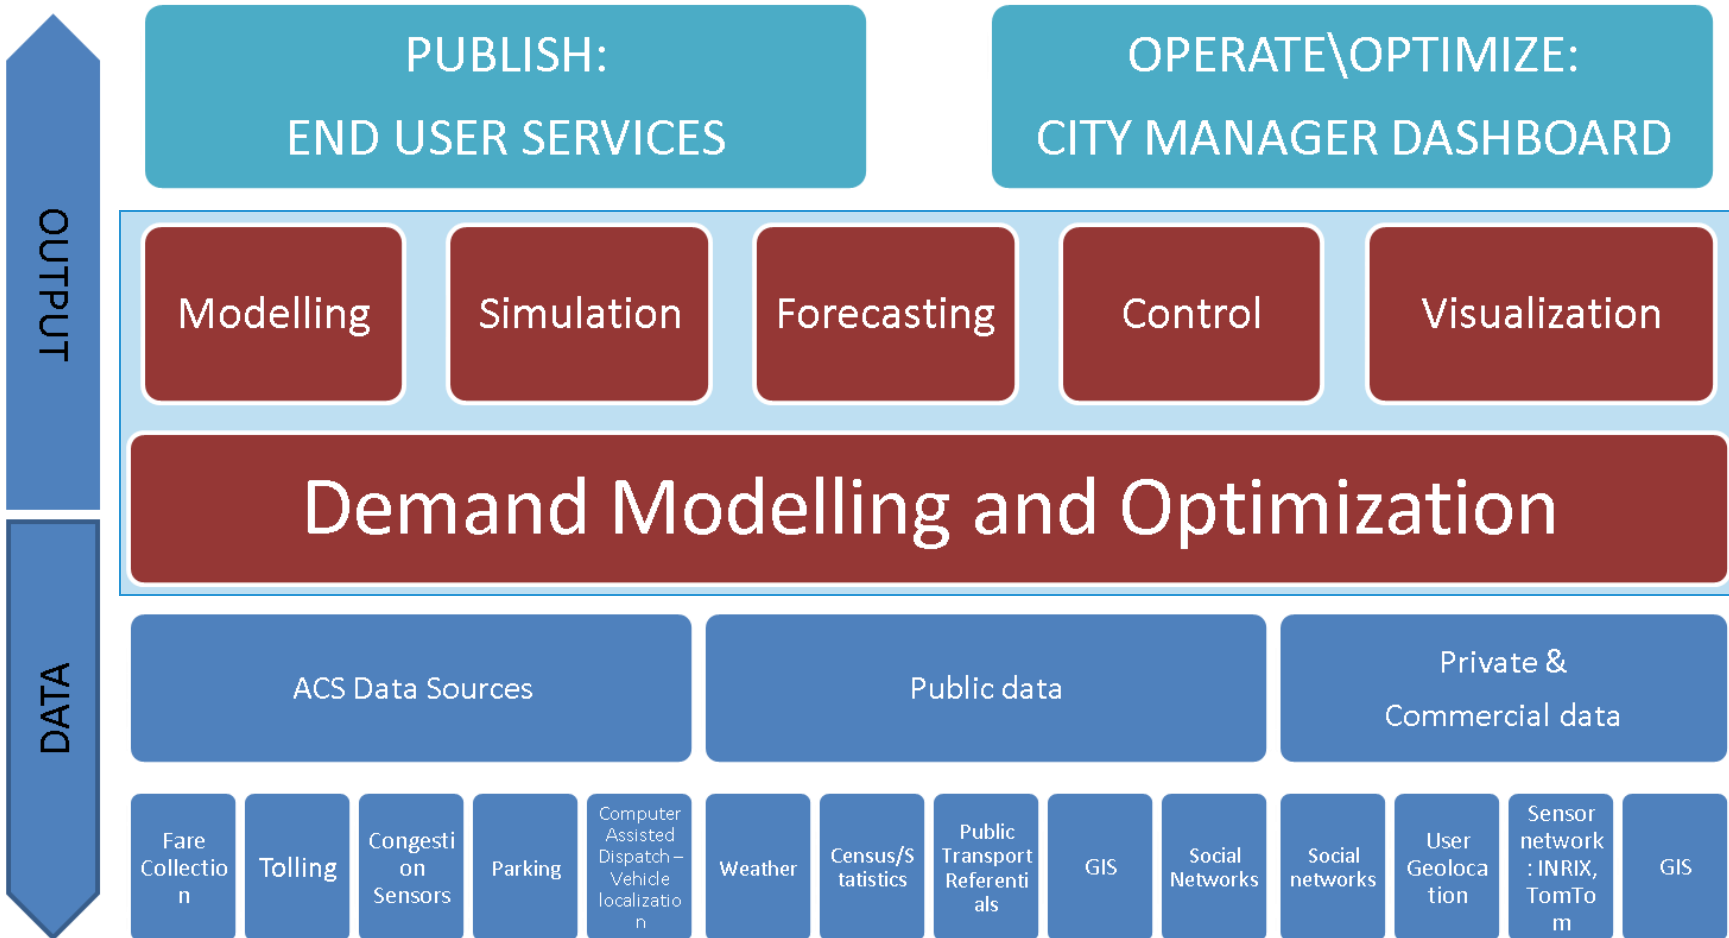 PUBLISH:
END USER SERVICES
OPERATE\OPTIMIZE:
CITY MANAGER DASHBOARD
OUTPUT
Modelling
Simulation
Forecasting
Control
Visualization
Demand Modelling and Optimization
DATA
ACS Data Sources
Public data
Private &
Commercial data
Fare
Collectio
n
Tolling
Congesti
on
Sensors
Parking
Computer
Assisted
Dispatch –
Vehicle
localizatio
n
Weather
Census/S
tatistics
Public
Transport
Referenti
als
GIS
Social
Networks
Social
networks
User
Geoloca
tion
Sensor
network
: INRIX,
TomTo
m
GIS